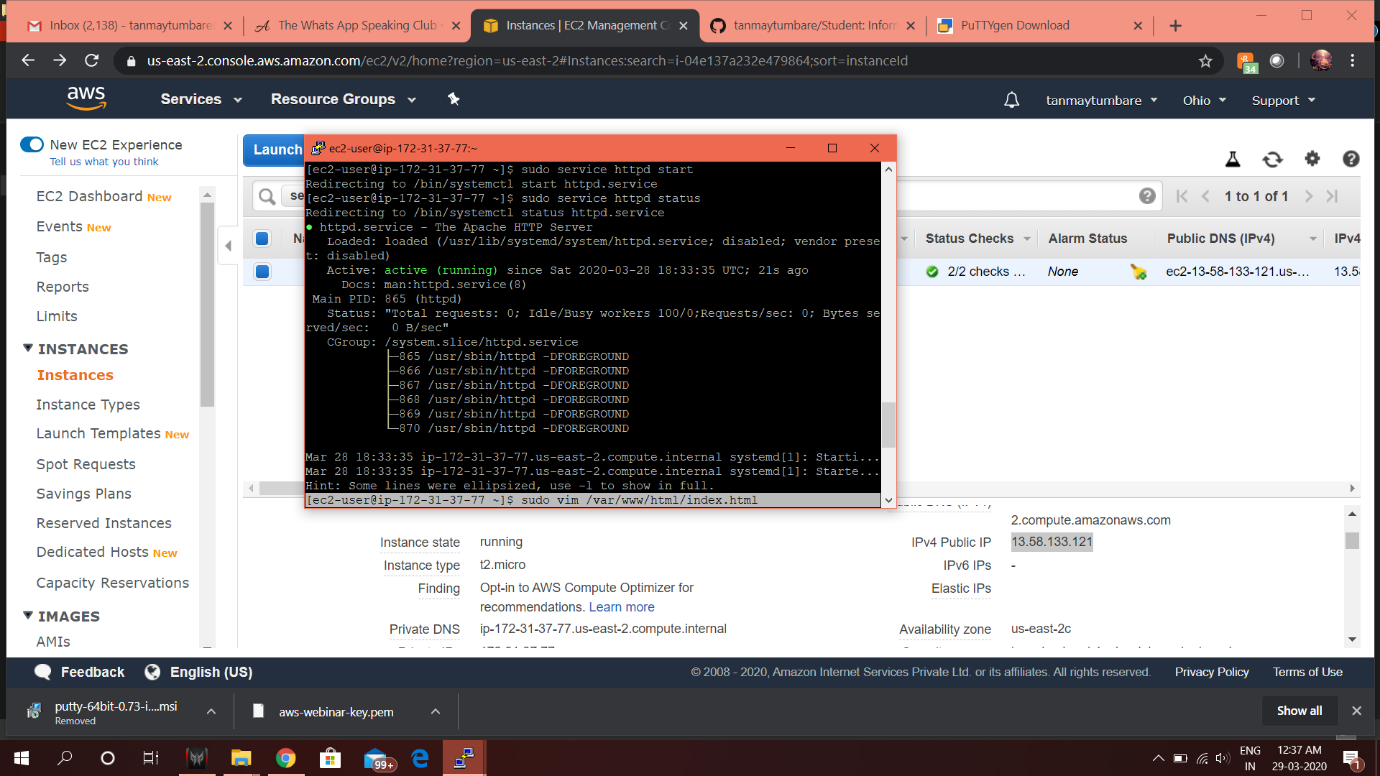 Inbox (2,138) - tanmaytumbare
The Whats App Speaking Club -
Instances | EC2 Management C
tanmaytumbare/Student: Inform
PuTTYgen Download
us-east-2.console.aws.amazon.com/ec2/v2/home?region=us-east-2#Instances:search=i-04e137a232e479864;sort=instanceId
34
aws
Services
Resource Groups
tanmaytumbare
Ohio
Support
New EC2 Experience
Tell us what you think
EC2 Dashboard New
Events New
Tags
Reports
Limits
INSTANCES
Instances
Instance Types
Launch Templates New
Spot Requests
Savings Plans
Reserved Instances
Dedicated Hosts New
Capacity Reservations
IMAGES
AMIs
Launch
se
1 to 1 of 1
Na
Status Checks
Alarm Status
Public DNS (IPv4)
IPv4
2/2 checks ...
None
ec2-13-58-133-121.us-...
13.5
ec2-user@ip-172-31-37-77:~
[ec2-user@ip-172-31-37-77 ~]$ sudo service httpd start
Redirecting to /bin/systemctl start httpd.service
[ec2-user@ip-172-31-37-77 ~]$ sudo service httpd status
Redirecting to /bin/systemctl status httpd.service
● httpd.service - The Apache HTTP Server
Loaded: loaded (/usr/lib/systemd/system/httpd.service; disabled; vendor prese
t: disabled)
Active: active (running) since Sat 2020-03-28 18:33:35 UTC; 21s ago
Docs: man:httpd.service(8)
Main PID: 865 (httpd)
Status: "Total requests: 0; Idle/Busy workers 100/0;Requests/sec: 0; Bytes se
rved/sec: 0 B/sec"
CGroup: /system.slice/httpd.service
├─865 /usr/sbin/httpd -DFOREGROUND
├─866 /usr/sbin/httpd -DFOREGROUND
├─867 /usr/sbin/httpd -DFOREGROUND
├─868 /usr/sbin/httpd -DFOREGROUND
├─869 /usr/sbin/httpd -DFOREGROUND
└─870 /usr/sbin/httpd -DFOREGROUND
Mar 28 18:33:35 ip-172-31-37-77.us-east-2.compute.internal systemd[1]: Starti...
Mar 28 18:33:35 ip-172-31-37-77.us-east-2.compute.internal systemd[1]: Starte...
Hint: Some lines were ellipsized, use -l to show in full.
[ec2-user@ip-172-31-37-77 ~]$ sudo vim /var/www/html/index.html
2.compute.amazonaws.com
Instance state running
IPv4 Public IP 13.58.133.121
Instance type t2.micro
IPv6 IPs -
Finding Opt-in to AWS Compute Optimizer for
recommendations. Learn more
Elastic IPs
Private DNS ip-172-31-37-77.us-east-2.compute.internal
Availability zone us-east-2c
Feedback
English (US)
© 2008 - 2020, Amazon Internet Services Private Ltd. or its affiliates. All rights reserved.
Privacy Policy
Terms of Use
putty-64bit-0.73-i....msi
Removed
aws-webinar-key.pem
Show all
99+
ENG
IN
12:37 AM
29-03-2020
1